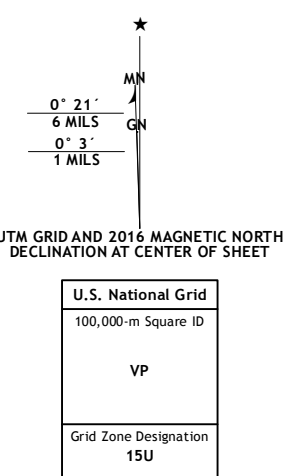 ★
MN
0° 21´
6 MILS
GN
0° 3´
1 MILS
UTM GRID AND 2016 MAGNETIC NORTH
DECLINATION AT CENTER OF SHEET
U.S. National Grid
100,000-m Square ID
VP
Grid Zone Designation
15U